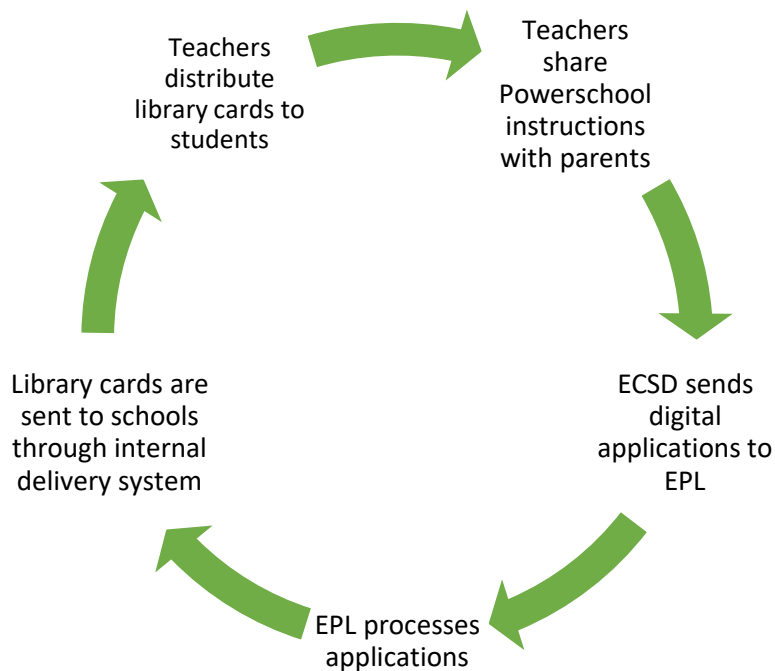 Teachers
distribute
library cards to
students
Teachers
share
Powerschool
instructions
with parents
ECSD sends
digital
applications to
EPL
EPL processes
applications
Library cards are
sent to schools
through internal
delivery system